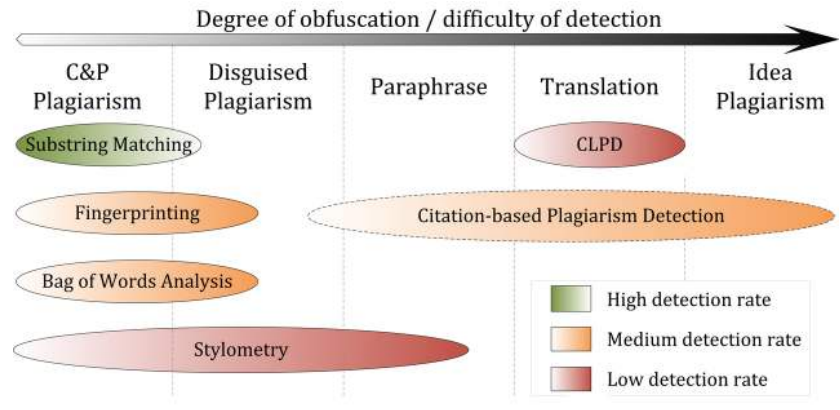 Degree of obfuscation / difficulty of detection
C&P
Plagiarism
Disguised
Plagiarism
Paraphrase
Translation
Idea
Plagiarism
Substring Matching
CLPD
Fingerprinting
Citation-based Plagiarism Detection
Bag of Words Analysis
Stylometry
High detection rate
Medium detection rate
Low detection rate